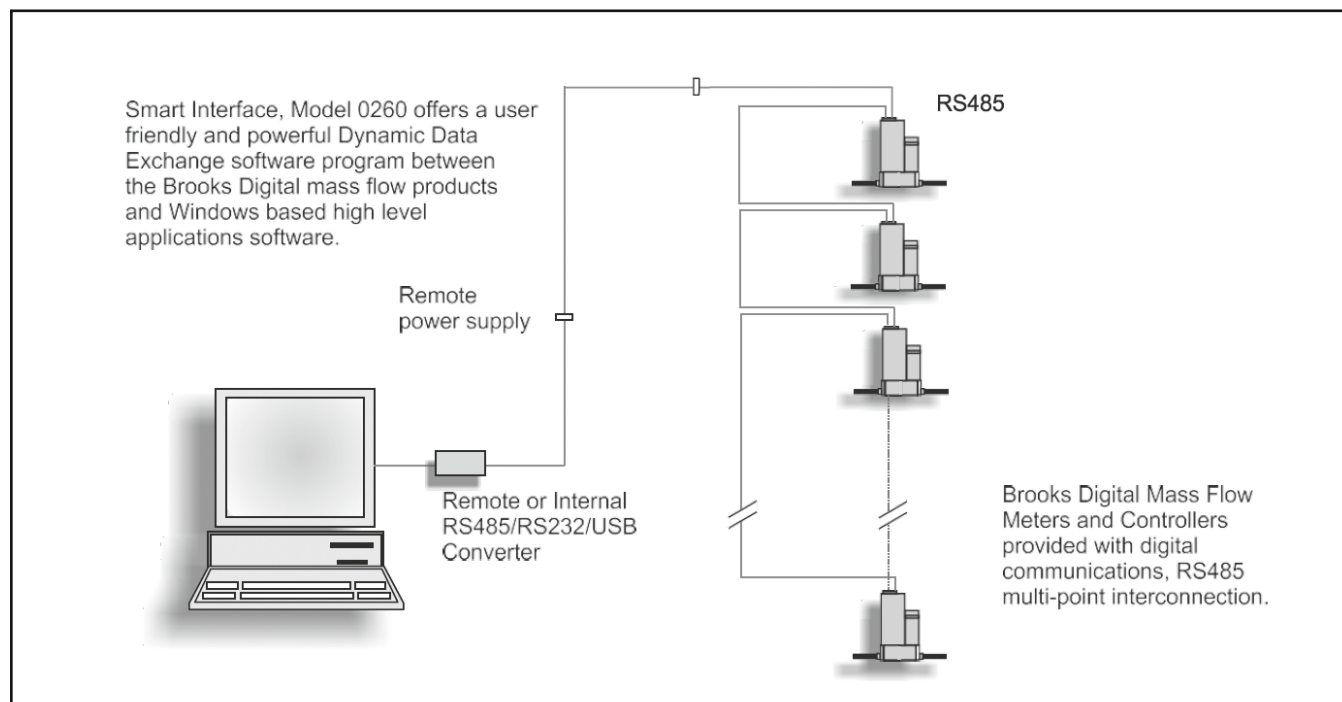 Smart Interface, Model 0260 offers a user
friendly and powerful Dynamic Data
Exchange software program between
the Brooks Digital mass flow products
and Windows based high level
applications software.
RS485
Remote
power supply
Remote or Internal
RS485/RS232/USB
Converter
Brooks Digital Mass Flow
Meters and Controllers
provided with digital
communications, RS485
multi-point interconnection.